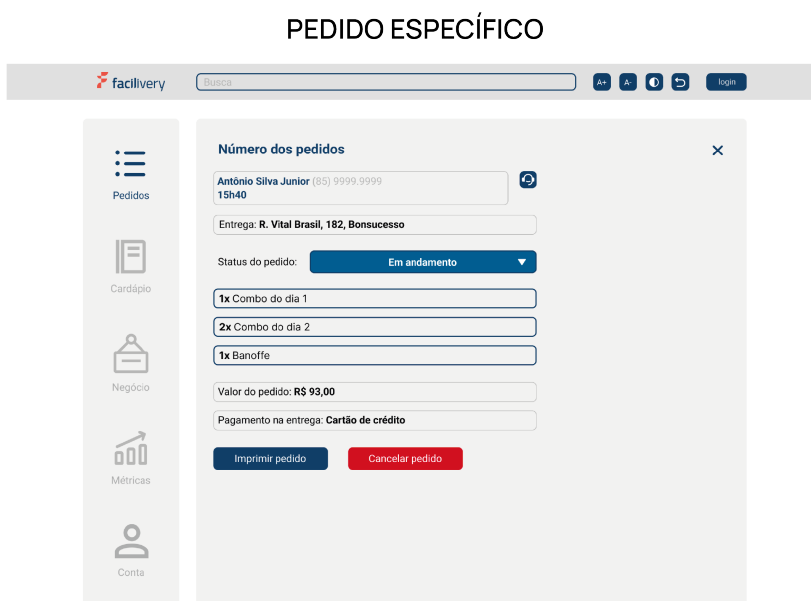 PEDIDO ESPECÍFICO
facilivery
Busca
A+
A-
login
Pedidos
Cardápio
Negócio
Métricas
Conta
Número dos pedidos
Antônio Silva Junior (85) 9999.9999
15h40
Entrega: R. Vital Brasil, 182, Bonsucesso
Status do pedido:
Em andamento
1x Combo do dia 1
2x Combo do dia 2
1x Banoffe
Valor do pedido: R$ 93,00
Pagamento na entrega: Cartão de crédito
Imprimir pedido
Cancelar pedido